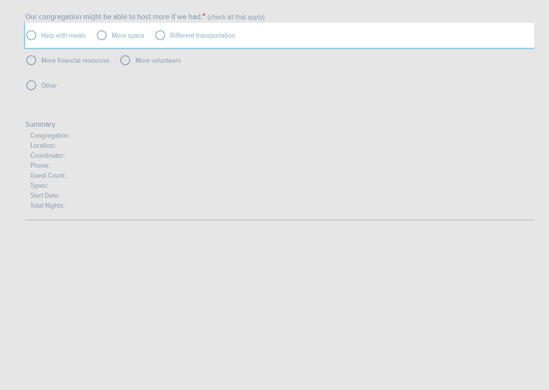 Our congregation might be able to host more if we had:* (check all that apply)
Help with meals More space Different transportation
More financial resources More volunteers
Other
Summary
Congregation:
Location:
Coordinator:
Phone:
Guest Count:
Types:
Start Date:
Total Nights: